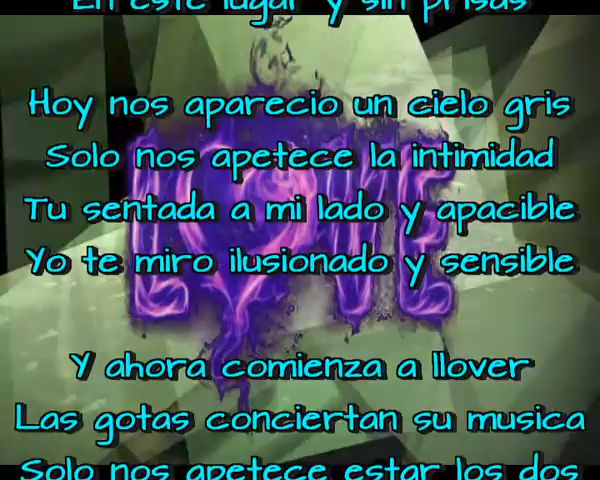 En este lugar y sin prisas
Hoy nos aparecio un cielo gris
Solo nos apetece la intimidad
Tu sentada a mi lado y apacible
Yo te miro ilusionado y sensible
Y ahora comienza a llover
Las gotas conciertan su musica
Solo nos apetece estar los dos
LOVE